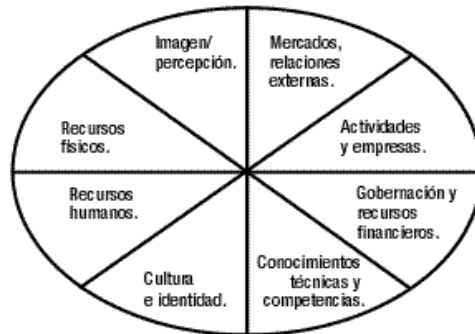 Imagen/
percepción.
Mercados,
relaciones
externas.
Recursos
físicos.
Actividades
y empresas.
Recursos
humanos.
Gobernación y
recursos
financieros.
Cultura
e identidad.
Conocimientos
técnicas y
competencias.